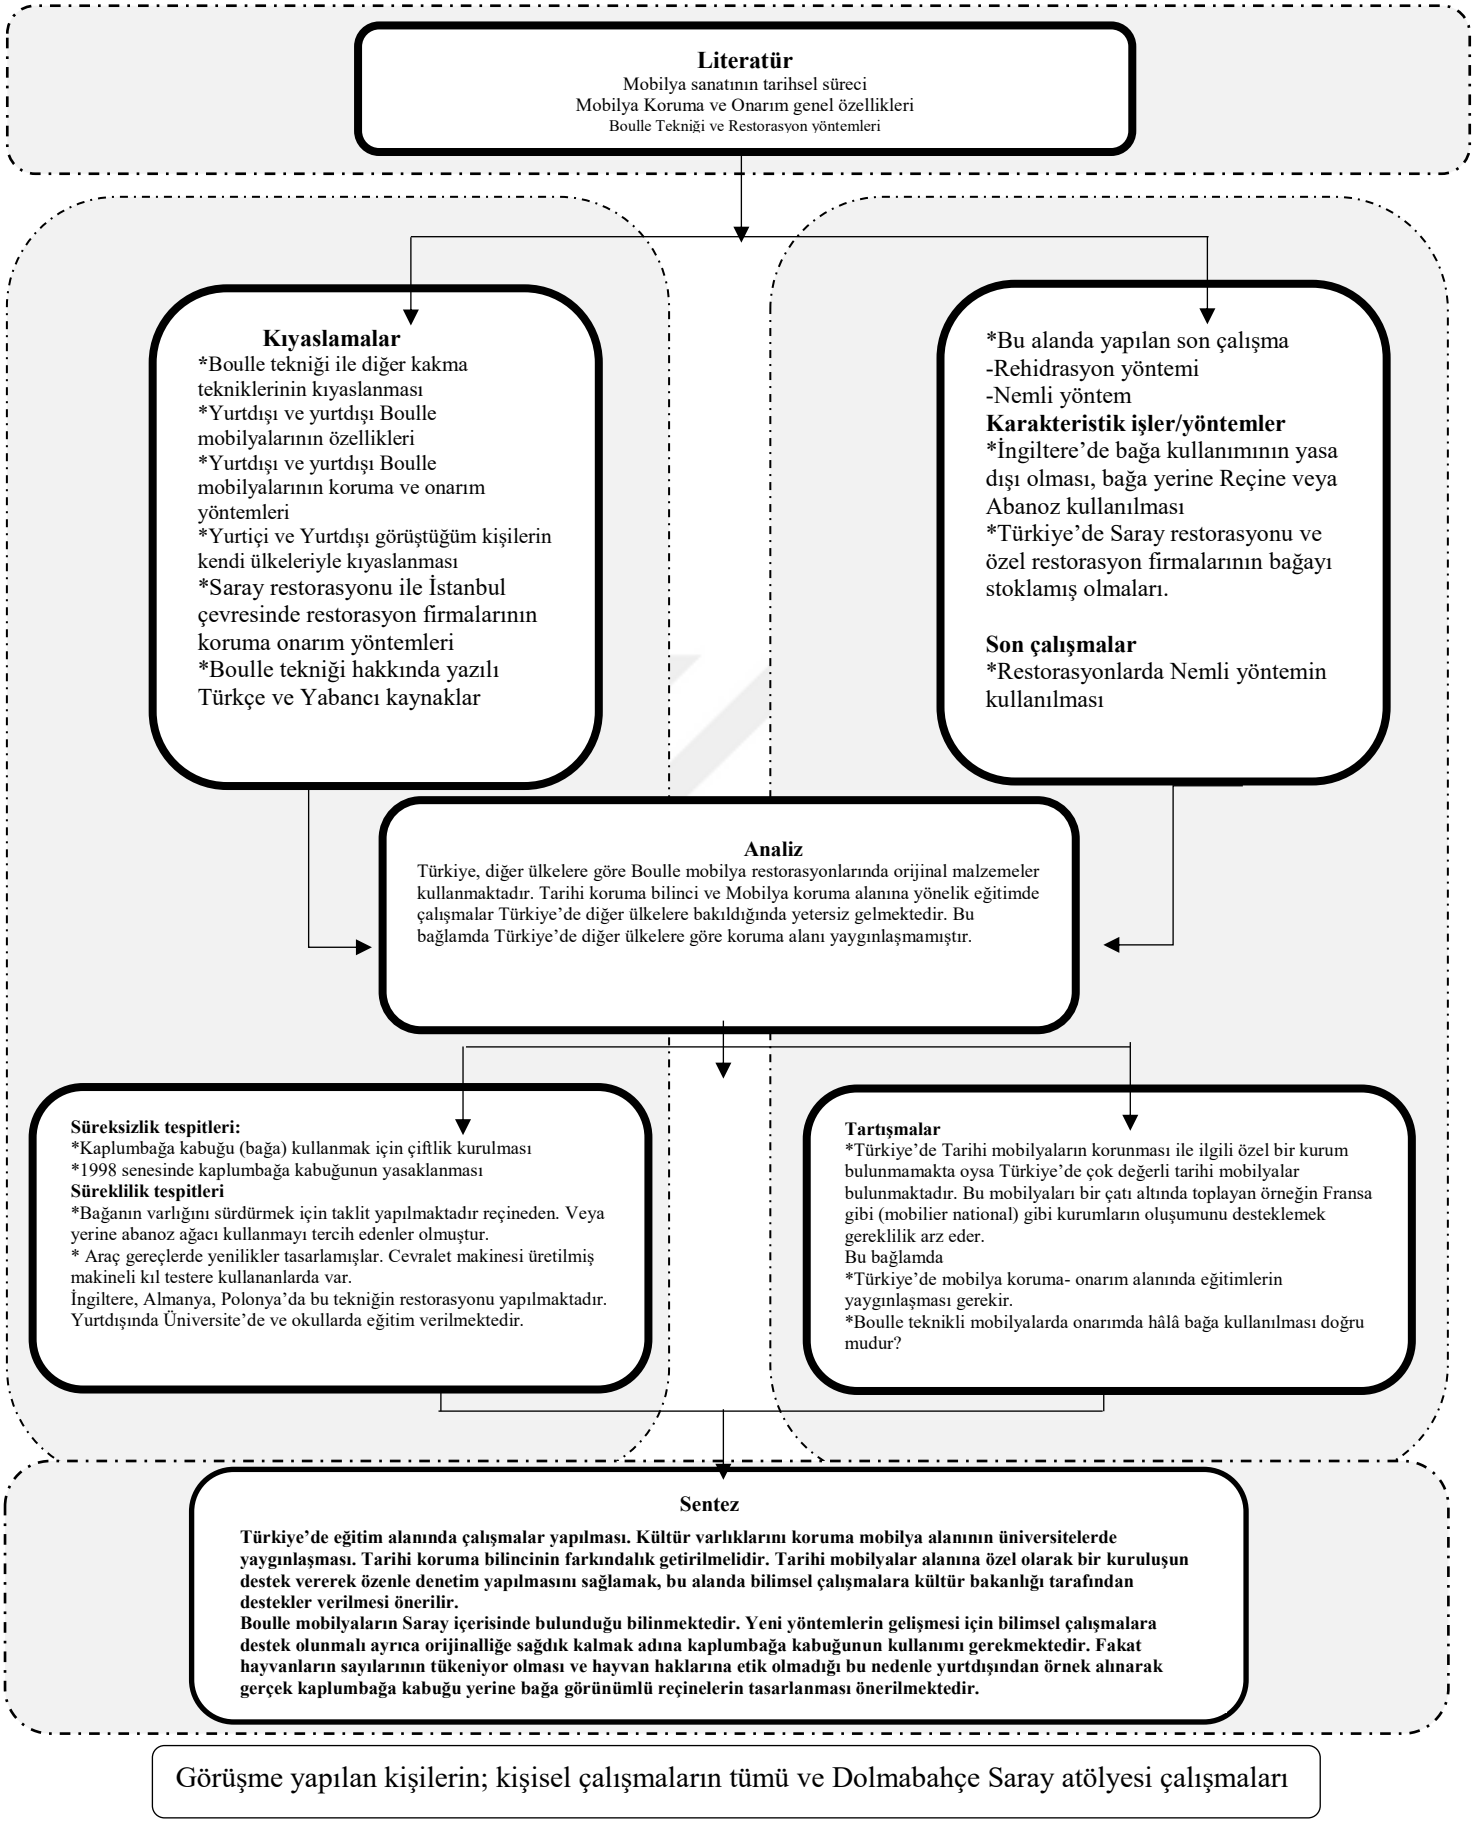 Literatür
Mobilya sanatının tarihsel süreci
Mobilya Koruma ve Onarım genel özellikleri
Boulle Tekniği ve Restorasyon yöntemleri
Kıyaslamalar
*Boulle tekniği ile diğer kakma
tekniklerinin kıyaslanması
*Yurtdışı ve yurtdışı Boulle
mobilyalarının özellikleri
*Yurtdışı ve yurtdışı Boulle
mobilyalarının koruma ve onarım
yöntemleri
*Yurtiçi ve Yurtdışı görüştüğüm kişilerin
kendi ülkeleriyle kıyaslanması
*Saray restorasyonu ile İstanbul
çevresinde restorasyon firmalarının
koruma onarım yöntemleri
*Boulle tekniği hakkında yazılı
Türkçe ve Yabancı kaynaklar
*Bu alanda yapılan son çalışma
-Rehidrasyon yöntemi
-Nemli yöntem
Karakteristik işler/yöntemler
*İngiltere’de bağa kullanımının yasa
dışı olması, bağa yerine Reçine veya
Abanoz kullanılması
*Türkiye’de Saray restorasyonu ve
özel restorasyon firmalarının bağayı
stoklamış olmaları.
Son çalışmalar
*Restorasyonlarda Nemli yöntemin
kullanılması
Analiz
Türkiye, diğer ülkelere göre Boulle mobilya restorasyonlarında orijinal malzemeler
kullanmaktadır. Tarihi koruma bilinci ve Mobilya koruma alanına yönelik eğitimde
çalışmalar Türkiye’de diğer ülkelere bakıldığında yetersiz gelmektedir. Bu
bağlamda Türkiye’de diğer ülkelere göre koruma alanı yaygınlaşmamıştır.
Süreksizlik tespitleri:
*Kaplumbağa kabuğu (bağa) kullanmak için çiftlik kurulması
*1998 senesinde kaplumbağa kabuğunun yasaklanması
Süreklilik tespitleri
*Bağanın varlığını sürdürmek için taklit yapılmaktadır reçineden. Veya
yerine abanoz ağacı kullanmayı tercih edenler olmuştur.
* Araç gereçlerde yenilikler tasarlamışlar. Cevralet makinesi üretilmiş
makineli kıl testere kullananlarda var.
İngiltere, Almanya, Polonya’da bu tekniğin restorasyonu yapılmaktadır.
Yurtdışında Üniversite’de ve okullarda eğitim verilmektedir.
Tartışmalar
*Türkiye’de Tarihi mobilyaların korunması ile ilgili özel bir kurum
bulunmamakta oysa Türkiye’de çok değerli tarihi mobilyalar
bulunmaktadır. Bu mobilyaları bir çatı altında toplayan örneğin Fransa
gibi (mobilier national) gibi kurumların oluşumunu desteklemek
gereklilik arz eder.
Bu bağlamda
*Türkiye’de mobilya koruma- onarım alanında eğitimlerin
yaygınlaşması gerekir.
*Boulle teknikli mobilyalarda onarımda hâlâ bağa kullanılması doğru
mudur?
Sentez
Türkiye’de eğitim alanında çalışmalar yapılması. Kültür varlıklarını koruma mobilya alanının üniversitelerde
yaygınlaşması. Tarihi koruma bilincinin farkındalık getirilmelidir. Tarihi mobilyalar alanına özel olarak bir kuruluşun
destek vererek özenle denetim yapılmasını sağlamak, bu alanda bilimsel çalışmalara kültür bakanlığı tarafından
destekler verilmesi önerilir.
Boulle mobilyaların Saray içerisinde bulunduğu bilinmektedir. Yeni yöntemlerin gelişmesi için bilimsel çalışmalara
destek olunmalı ayrıca orijinalliğe sağdık kalmak adına kaplumbağa kabuğunun kullanımı gerekmektedir. Fakat
hayvanların sayılarının tükeniyor olması ve hayvan haklarına etik olmadığı bu nedenle yurtdışından örnek alınarak
gerçek kaplumbağa kabuğu yerine bağa görünümlü reçinelerin tasarlanması önerilmektedir.
Görüşme yapılan kişilerin; kişisel çalışmaların tümü ve Dolmabahçe Saray atölyesi çalışmaları